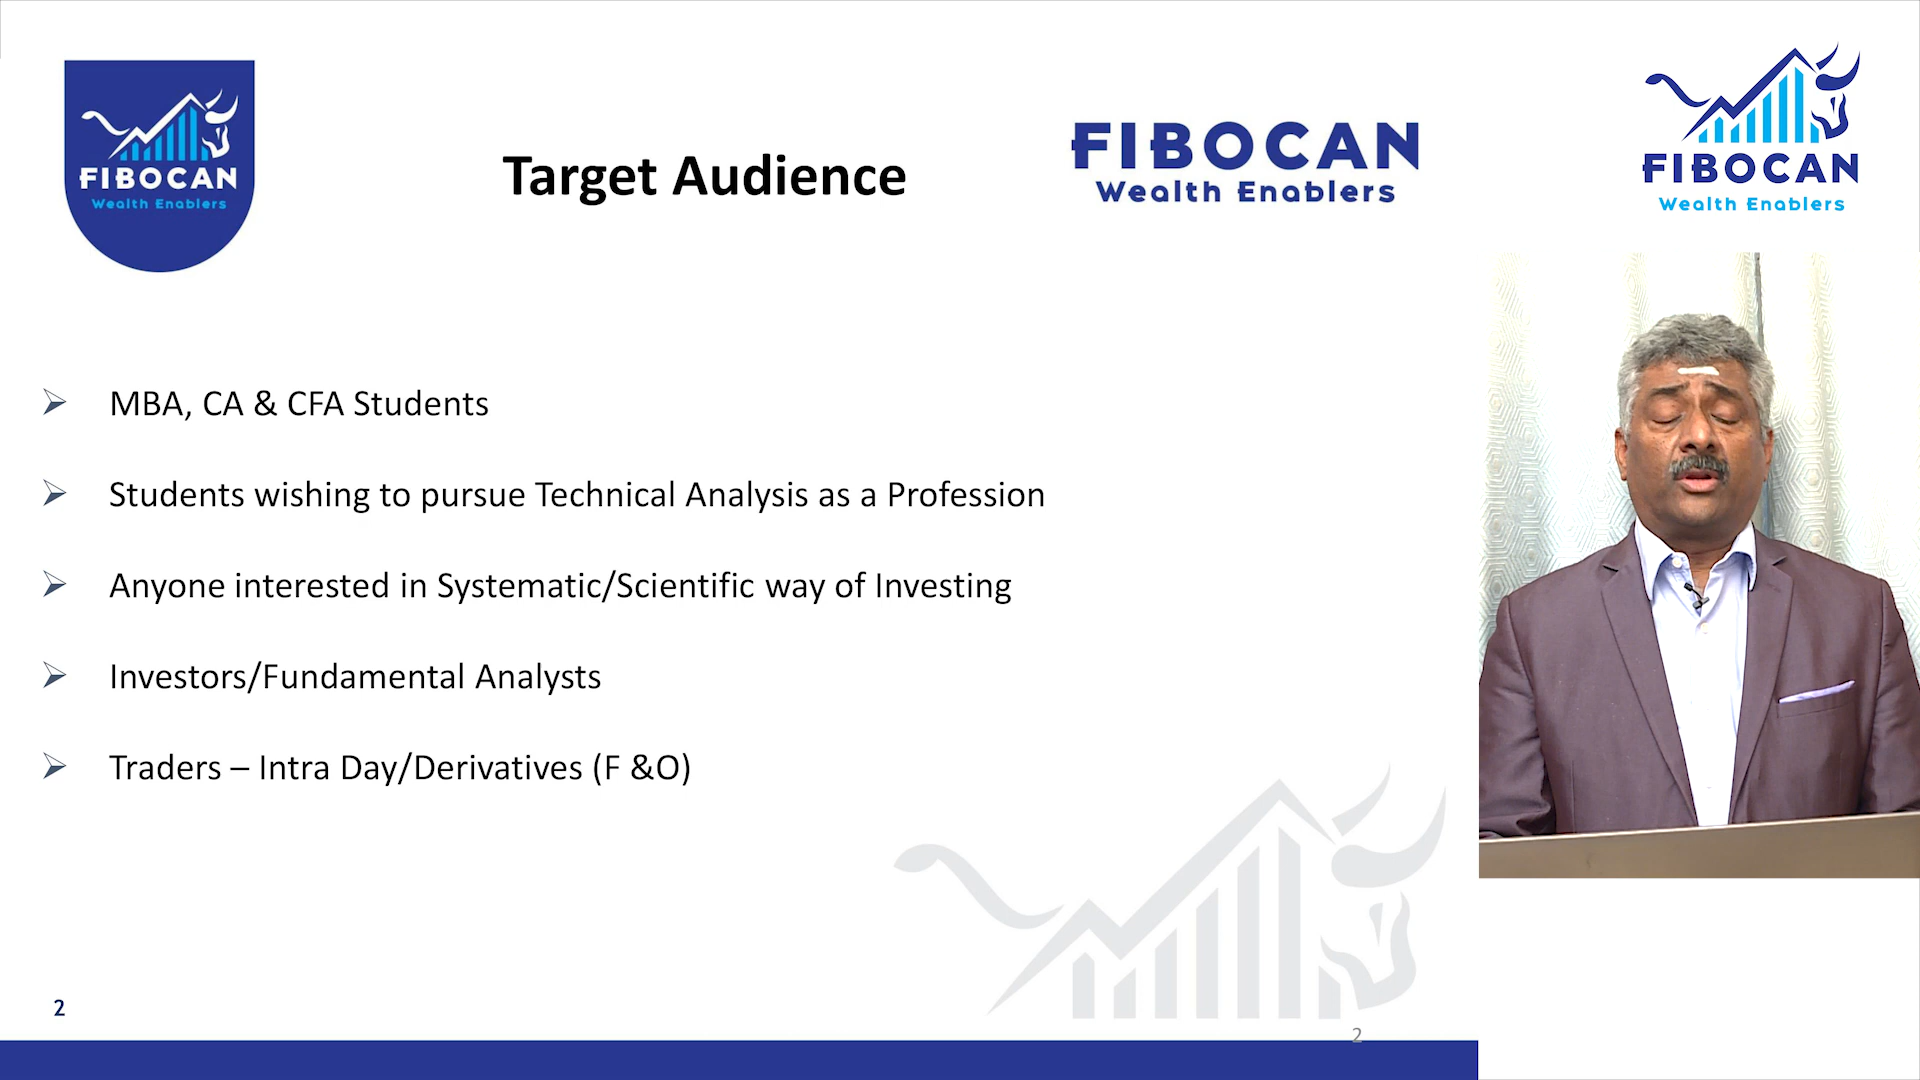 FIBOCAN
Wealth Enablers
Target Audience
FIBOCAN
Wealth Enablers
FIBOCAN
Wealth Enablers
➢ MBA, CA & CFA Students
➢ Students wishing to pursue Technical Analysis as a Profession
➢ Anyone interested in Systematic/Scientific way of Investing
➢ Investors/Fundamental Analysts
➢ Traders – Intra Day/Derivatives (F &O)
2
2